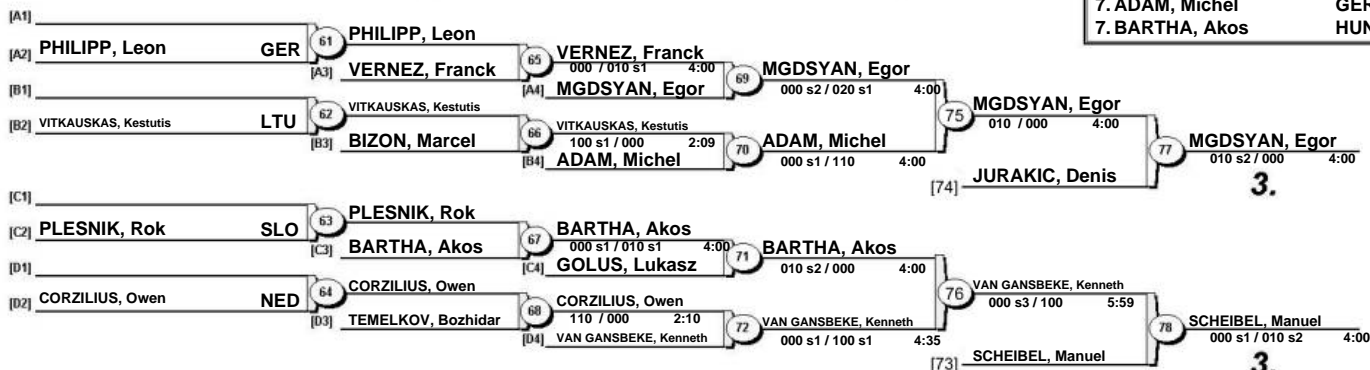 7. ADAM, Michel GER
7. BARTHA, Akos HUN
[A1]
[A2] PHILIPP, Leon GER
61
PHILIPP, Leon
[A3] VERNEZ, Franck
65
VERNEZ, Franck
000 / 010 s1 4:00
[A4] MGDSYAN, Egor
69
MGDSYAN, Egor
000 s2 / 020 s1 4:00
[B1]
[B2] VITKAUSKAS, Kestutis LTU
62
VITKAUSKAS, Kestutis
[B3] BIZON, Marcel
66
VITKAUSKAS, Kestutis
100 s1 / 000 2:09
[B4] ADAM, Michel
70
ADAM, Michel
000 s1 / 110 4:00
75
MGDSYAN, Egor
010 / 000 4:00
[74] JURAKIC, Denis
77
MGDSYAN, Egor
010 s2 / 000 4:00
3.
[C1]
[C2] PLESNIK, Rok SLO
63
PLESNIK, Rok
[C3] BARTHA, Akos
67
BARTHA, Akos
000 s1 / 010 s1 4:00
[C4] GOLUS, Lukasz
71
BARTHA, Akos
010 s2 / 000 4:00
[D1]
[D2] CORZILIUS, Owen NED
64
CORZILIUS, Owen
[D3] TEMELKOV, Bozhidar
68
CORZILIUS, Owen
110 / 000 2:10
[D4] VAN GANSBEKE, Kenneth
72
VAN GANSBEKE, Kenneth
000 s1 / 100 s1 4:35
76
VAN GANSBEKE, Kenneth
000 s3 / 100 5:59
[73] SCHEIBEL, Manuel
78
SCHEIBEL, Manuel
000 s1 / 010 s2 4:00
3.